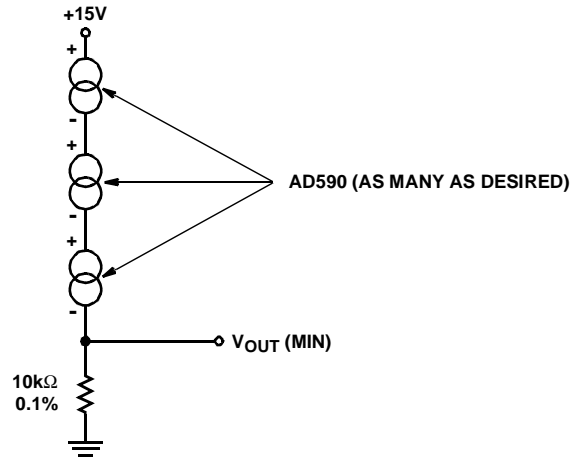 +15V
+
-
+
-
+
-
AD590 (AS MANY AS DESIRED)
VOUT (MIN)
10kΩ
0.1%